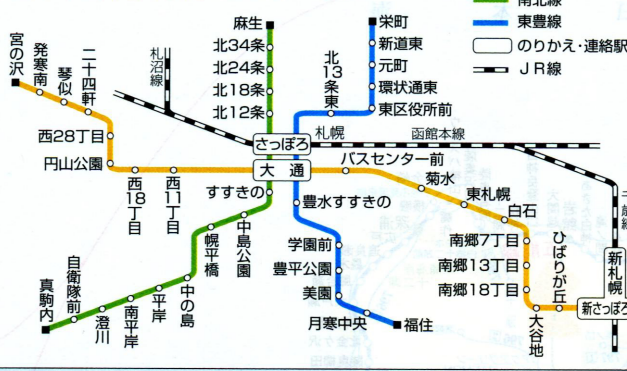 南北線
東豊線
のりかえ・連絡駅
JR線
宮の沢
発寒南
琴似
二十四軒
西28丁目
円山公園
西18丁目
西11丁目
札沼線
麻生
北34条
北24条
北18条
北12条
さっぽろ
大通
すすきの
中島公園
幌平橋
中の島
平岸
南平岸
澄川
自衛隊前
真駒内
栄町
新道東
元町
環状通東
東区役所前
北13条東
札幌
函館本線
バスセンター前
菊水
東札幌
白石
南郷7丁目
南郷13丁目
南郷18丁目
大谷地
ひばりが丘
新さっぽろ
新札幌
千歳線
豊水すすきの
学園前
豊平公園
美園
月寒中央
福住